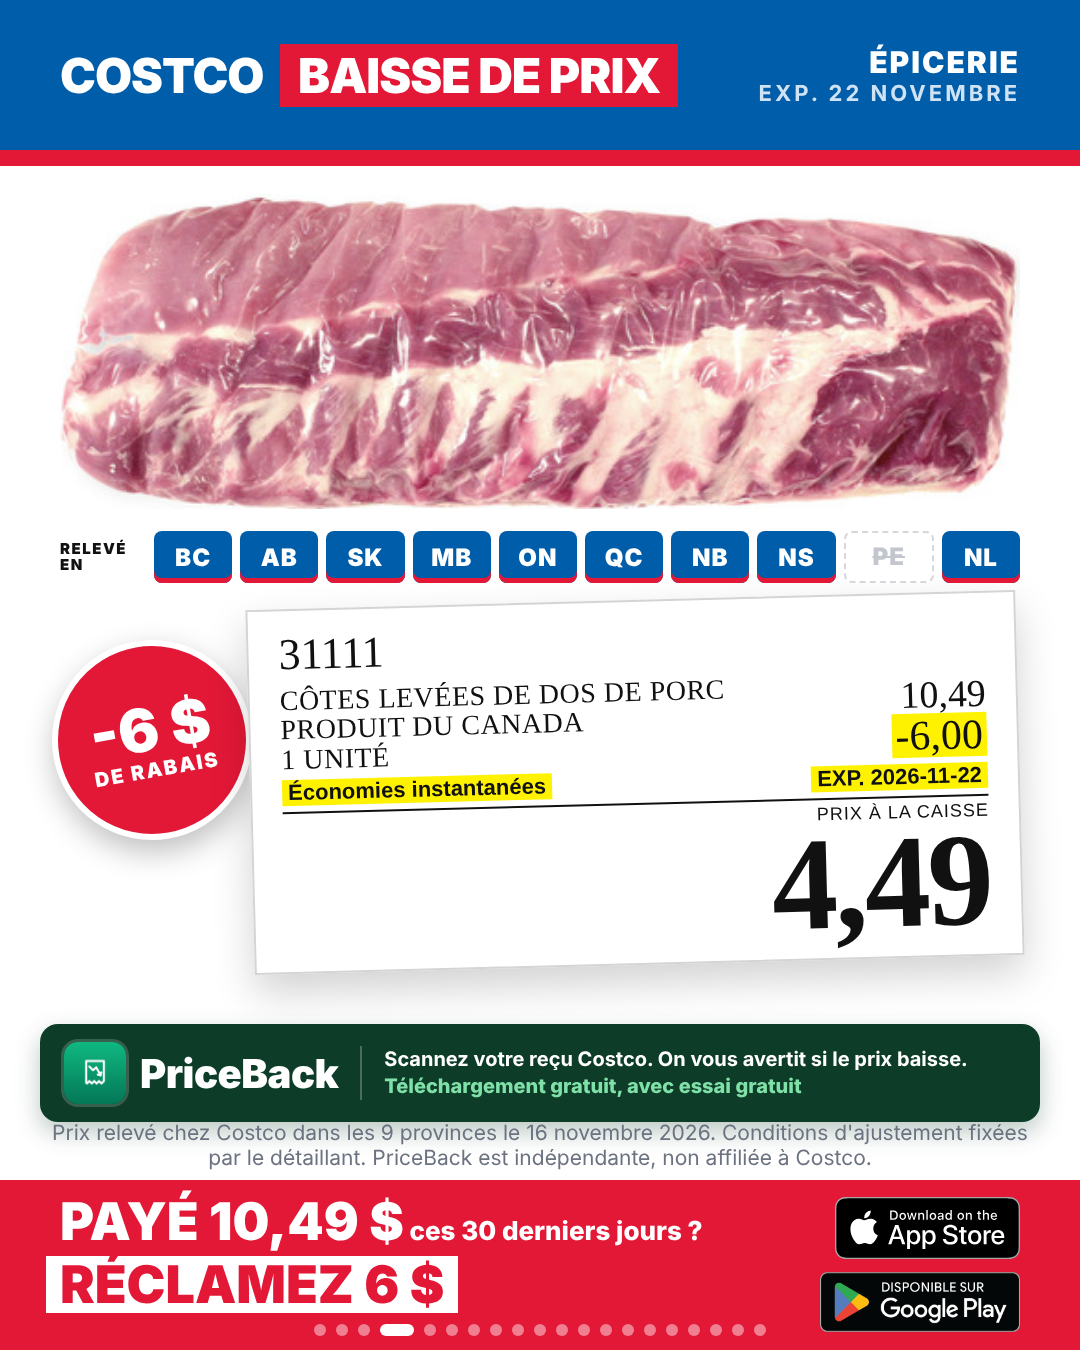 COSTCO BAISSE DE PRIX
ÉPICERIE
EXP. 22 NOVEMBRE
RELEVÉ EN
BC AB SK MB ON QC NB NS PE NL
-6 $
DE RABAIS
31111
CÔTES LEVÉES DE DOS DE PORC
PRODUIT DU CANADA
1 UNITÉ
Économies instantanées
10,49
-6,00
EXP. 2026-11-22
PRIX À LA CAISSE
4,49
PriceBack
Scannez votre reçu Costco. On vous avertit si le prix baisse.
Téléchargement gratuit, avec essai gratuit
Prix relevé chez Costco dans les 9 provinces le 16 novembre 2026. Conditions d'ajustement fixées
par le détaillant. PriceBack est indépendante, non affiliée à Costco.
PAYÉ 10,49 $ ces 30 derniers jours ?
RÉCLAMEZ 6 $
Download on the
App Store
DISPONIBLE SUR
Google Play